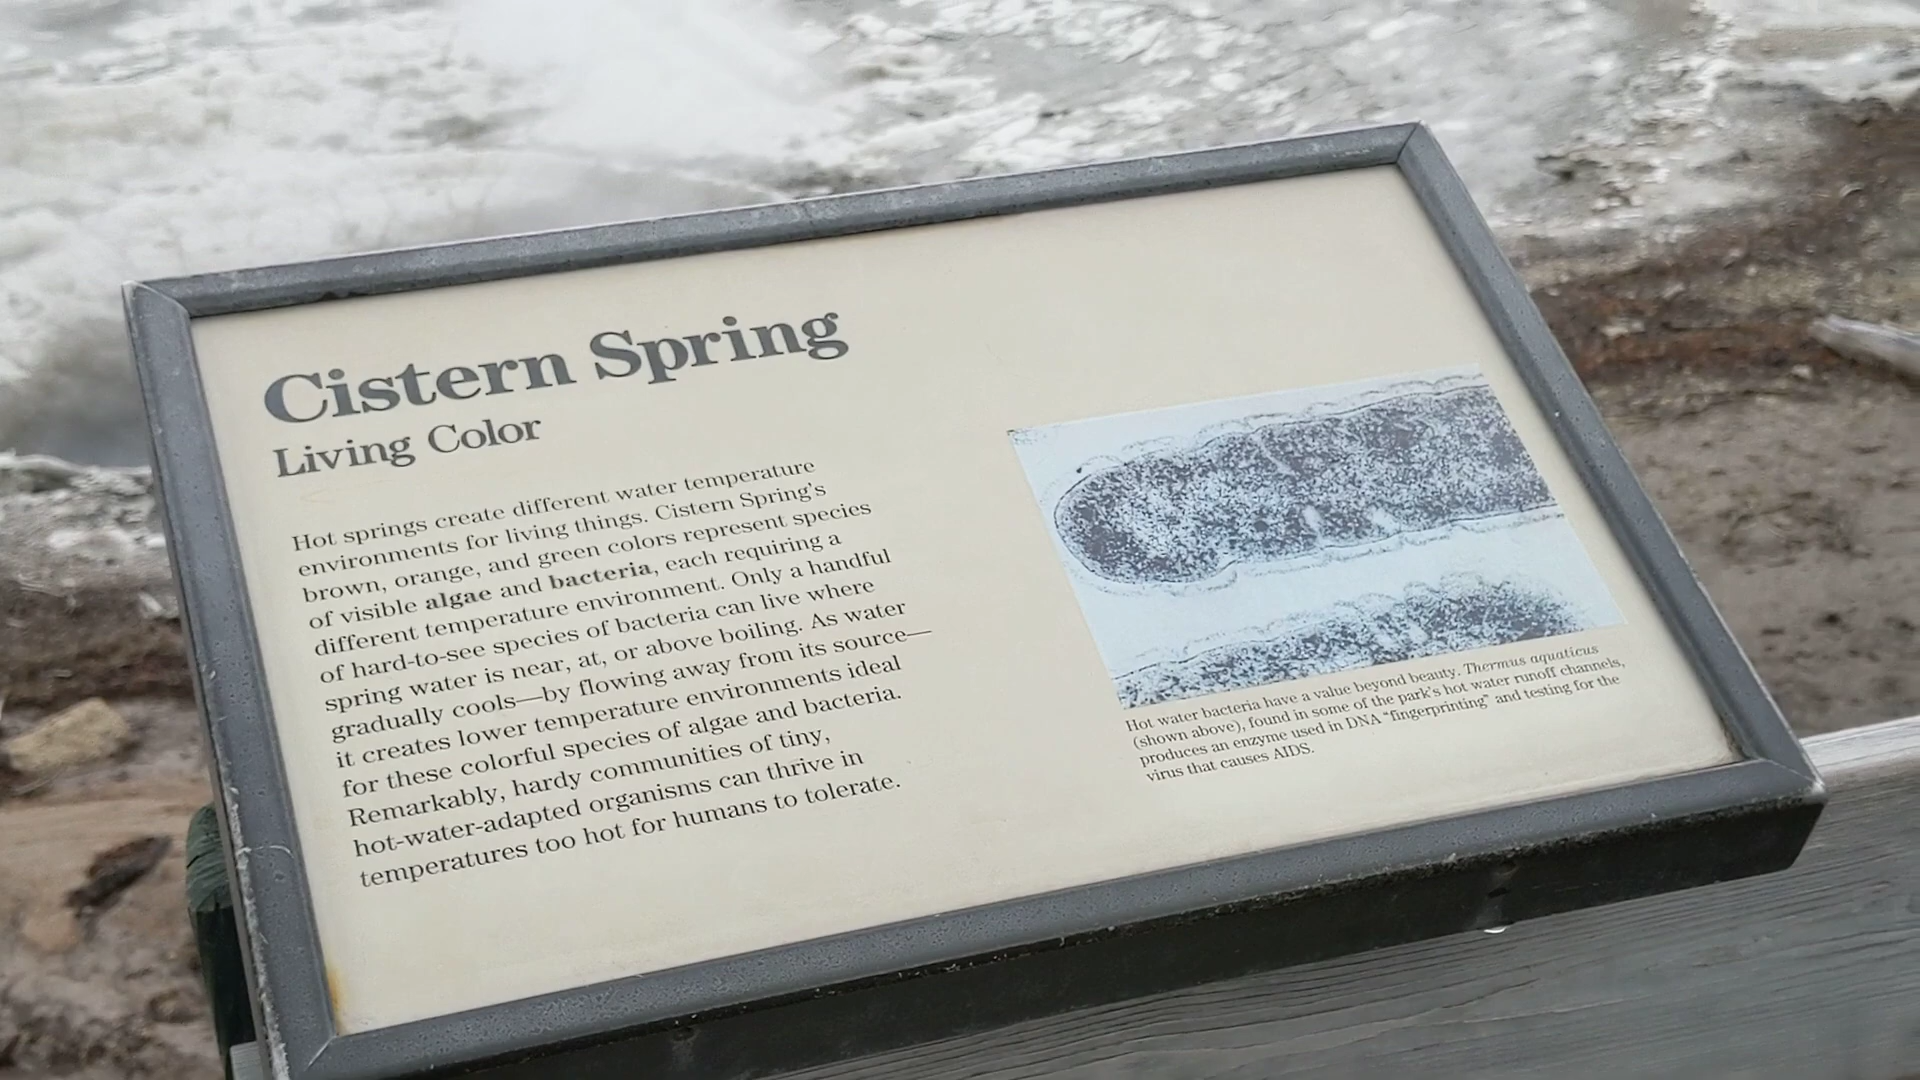 Cistern Spring
Living Color
Hot springs create different water temperature
environments for living things. Cistern Spring's
brown, orange, and green colors represent species
of visible algae and bacteria, each requiring a
different temperature environment. Only a handful
of hard-to-see species of bacteria can live where
spring water is near, at, or above boiling. As water
gradually cools—by flowing away from its source—
it creates lower temperature environments ideal
for these colorful species of algae and bacteria.
Remarkably, hardy communities of tiny,
hot-water-adapted organisms can thrive in
temperatures too hot for humans to tolerate.
Hot water bacteria have a value beyond beauty. Thermus aquaticus
(shown above), found in some of the park's hot water runoff channels,
produces an enzyme used in DNA "fingerprinting" and testing for the
virus that causes AIDS.